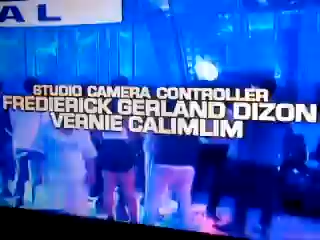 AL
STUDIO CAMERA CONTROLLER
FREDIERICK GERLAND DIZON
VERNIE CALIMLIM